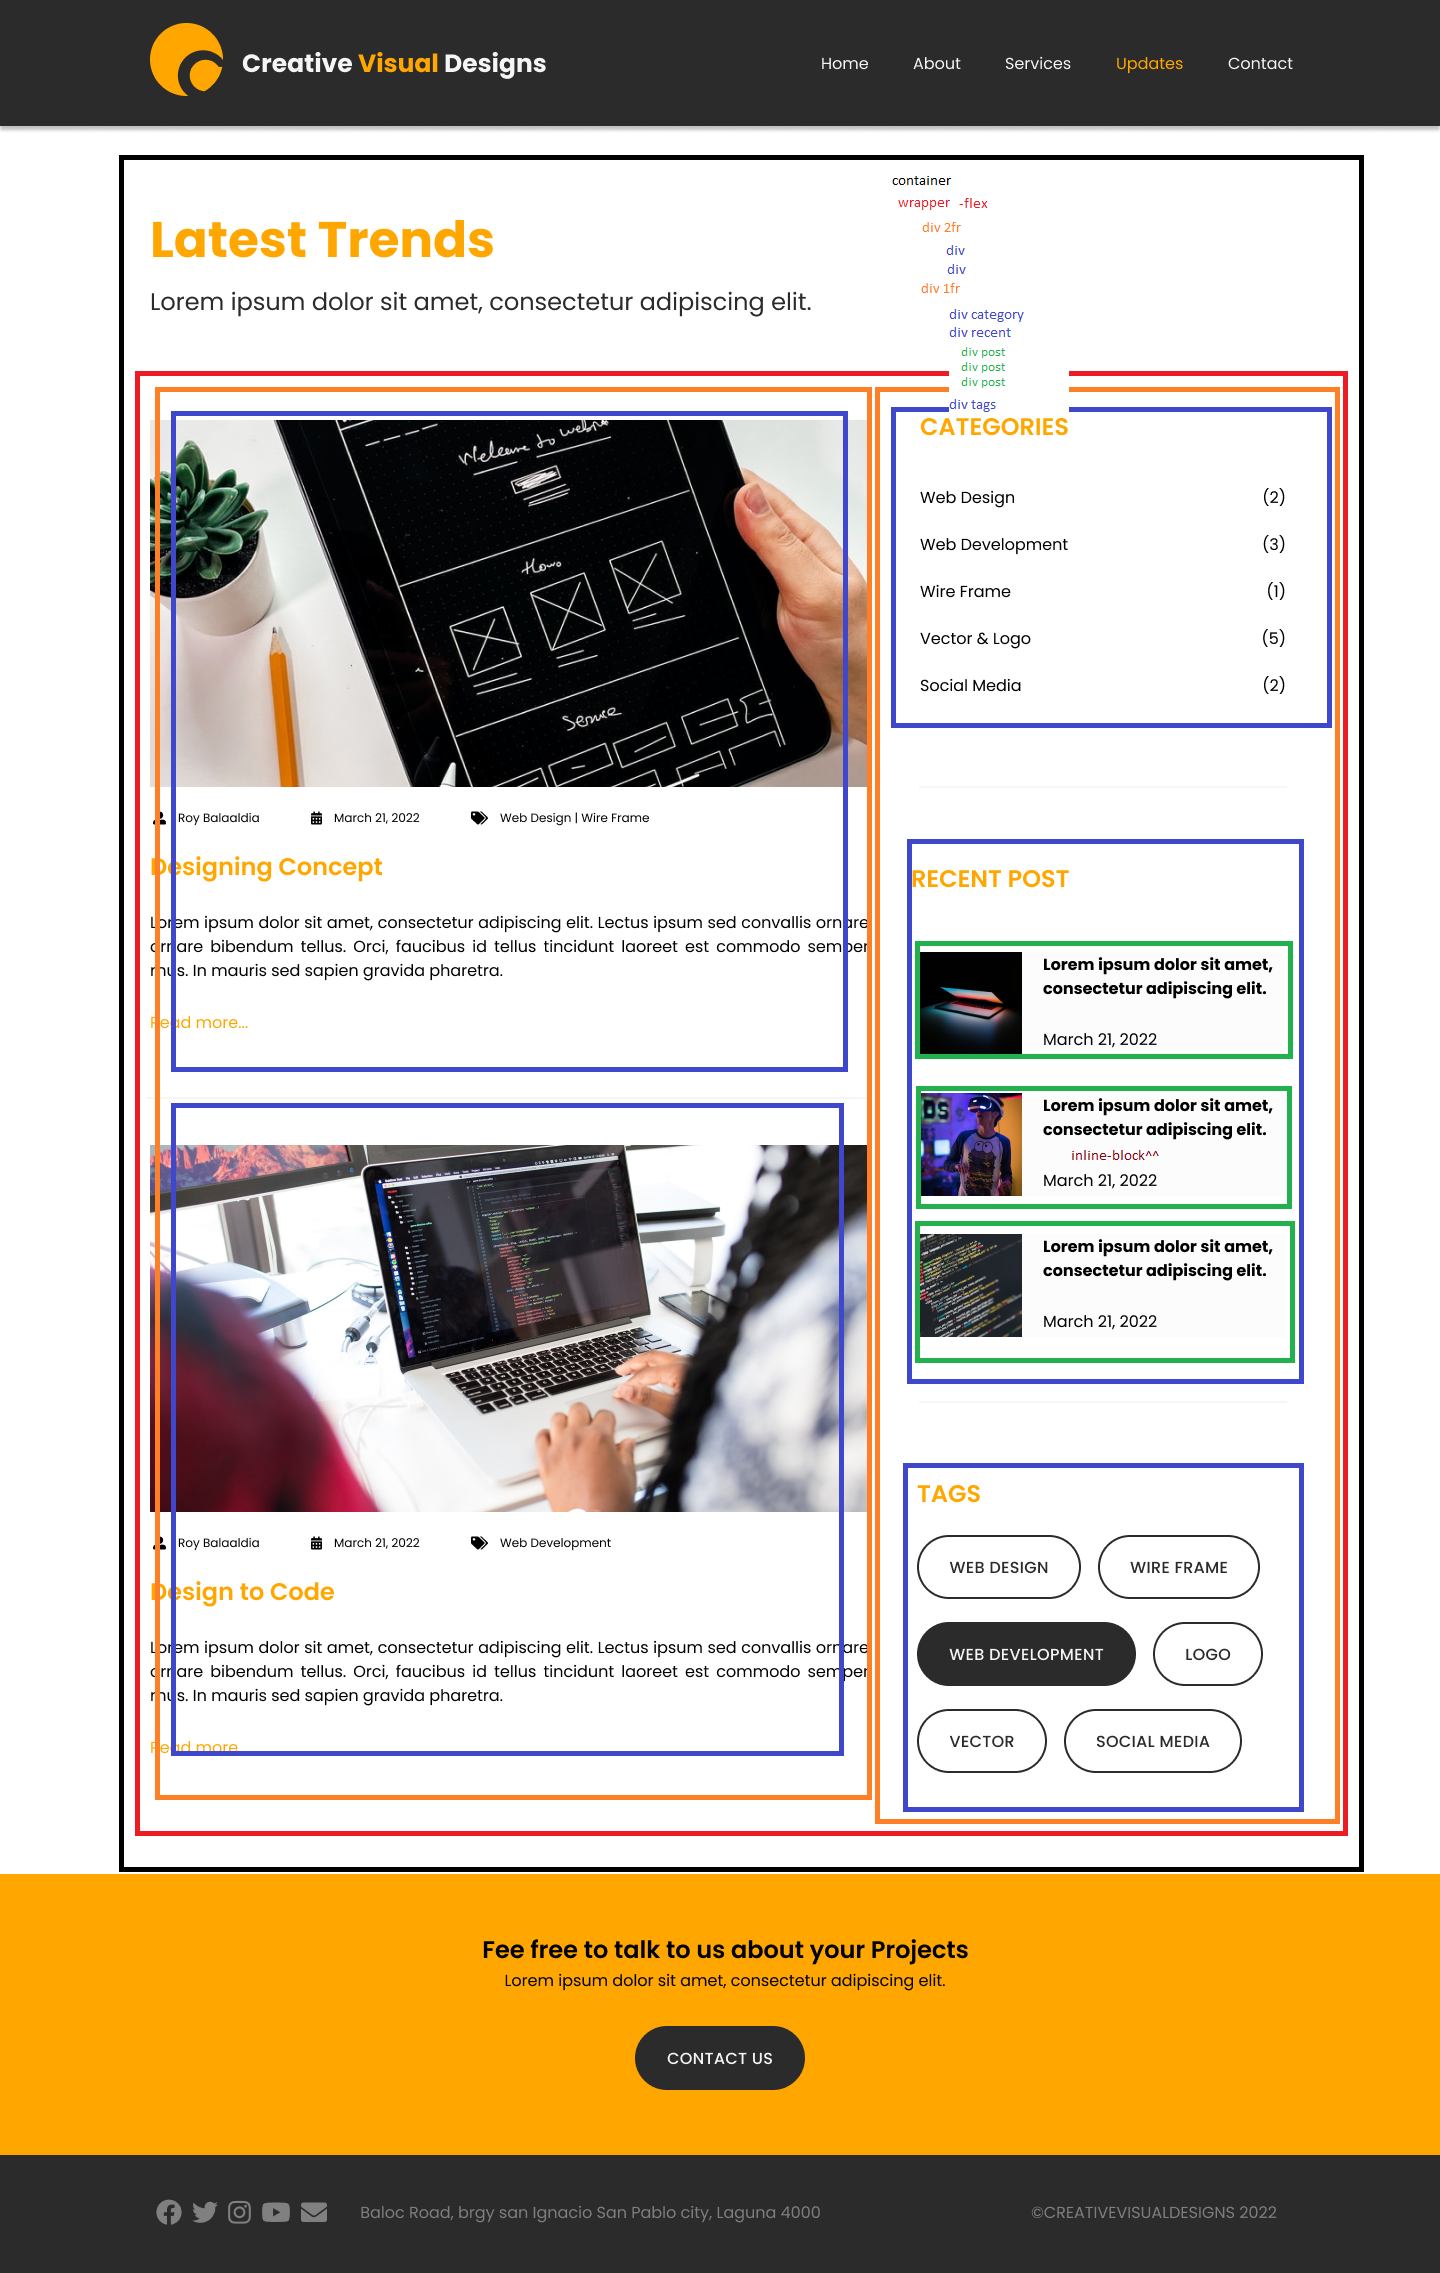 Creative Visual Designs
Home About Services Updates Contact
container
wrapper -flex
div 2fr
div
div
div 1fr
div category
div recent
div post
div post
div post
div tags
Latest Trends
Lorem ipsum dolor sit amet, consectetur adipiscing elit.
Welcome to
Home
Service
Roy Balaaldia March 21, 2022 Web Design | Wire Frame
Designing Concept
Lorem ipsum dolor sit amet, consectetur adipiscing elit. Lectus ipsum sed convallis ornare
ornare bibendum tellus. Orci, faucibus id tellus tincidunt laoreet est commodo semper
mus. In mauris sed sapien gravida pharetra.
Read more...
Roy Balaaldia March 21, 2022 Web Development
Design to Code
Lorem ipsum dolor sit amet, consectetur adipiscing elit. Lectus ipsum sed convallis ornare
ornare bibendum tellus. Orci, faucibus id tellus tincidunt laoreet est commodo semper
mus. In mauris sed sapien gravida pharetra.
Read more
CATEGORIES
Web Design (2)
Web Development (3)
Wire Frame (1)
Vector & Logo (5)
Social Media (2)
RECENT POST
Lorem ipsum dolor sit amet,
consectetur adipiscing elit.
March 21, 2022
Lorem ipsum dolor sit amet,
consectetur adipiscing elit.
inline-block^^
March 21, 2022
Lorem ipsum dolor sit amet,
consectetur adipiscing elit.
March 21, 2022
TAGS
WEB DESIGN WIRE FRAME
WEB DEVELOPMENT LOGO
VECTOR SOCIAL MEDIA
Fee free to talk to us about your Projects
Lorem ipsum dolor sit amet, consectetur adipiscing elit.
CONTACT US
Baloc Road, brgy san Ignacio San Pablo city, Laguna 4000 ©CREATIVEVISUALDESIGNS 2022